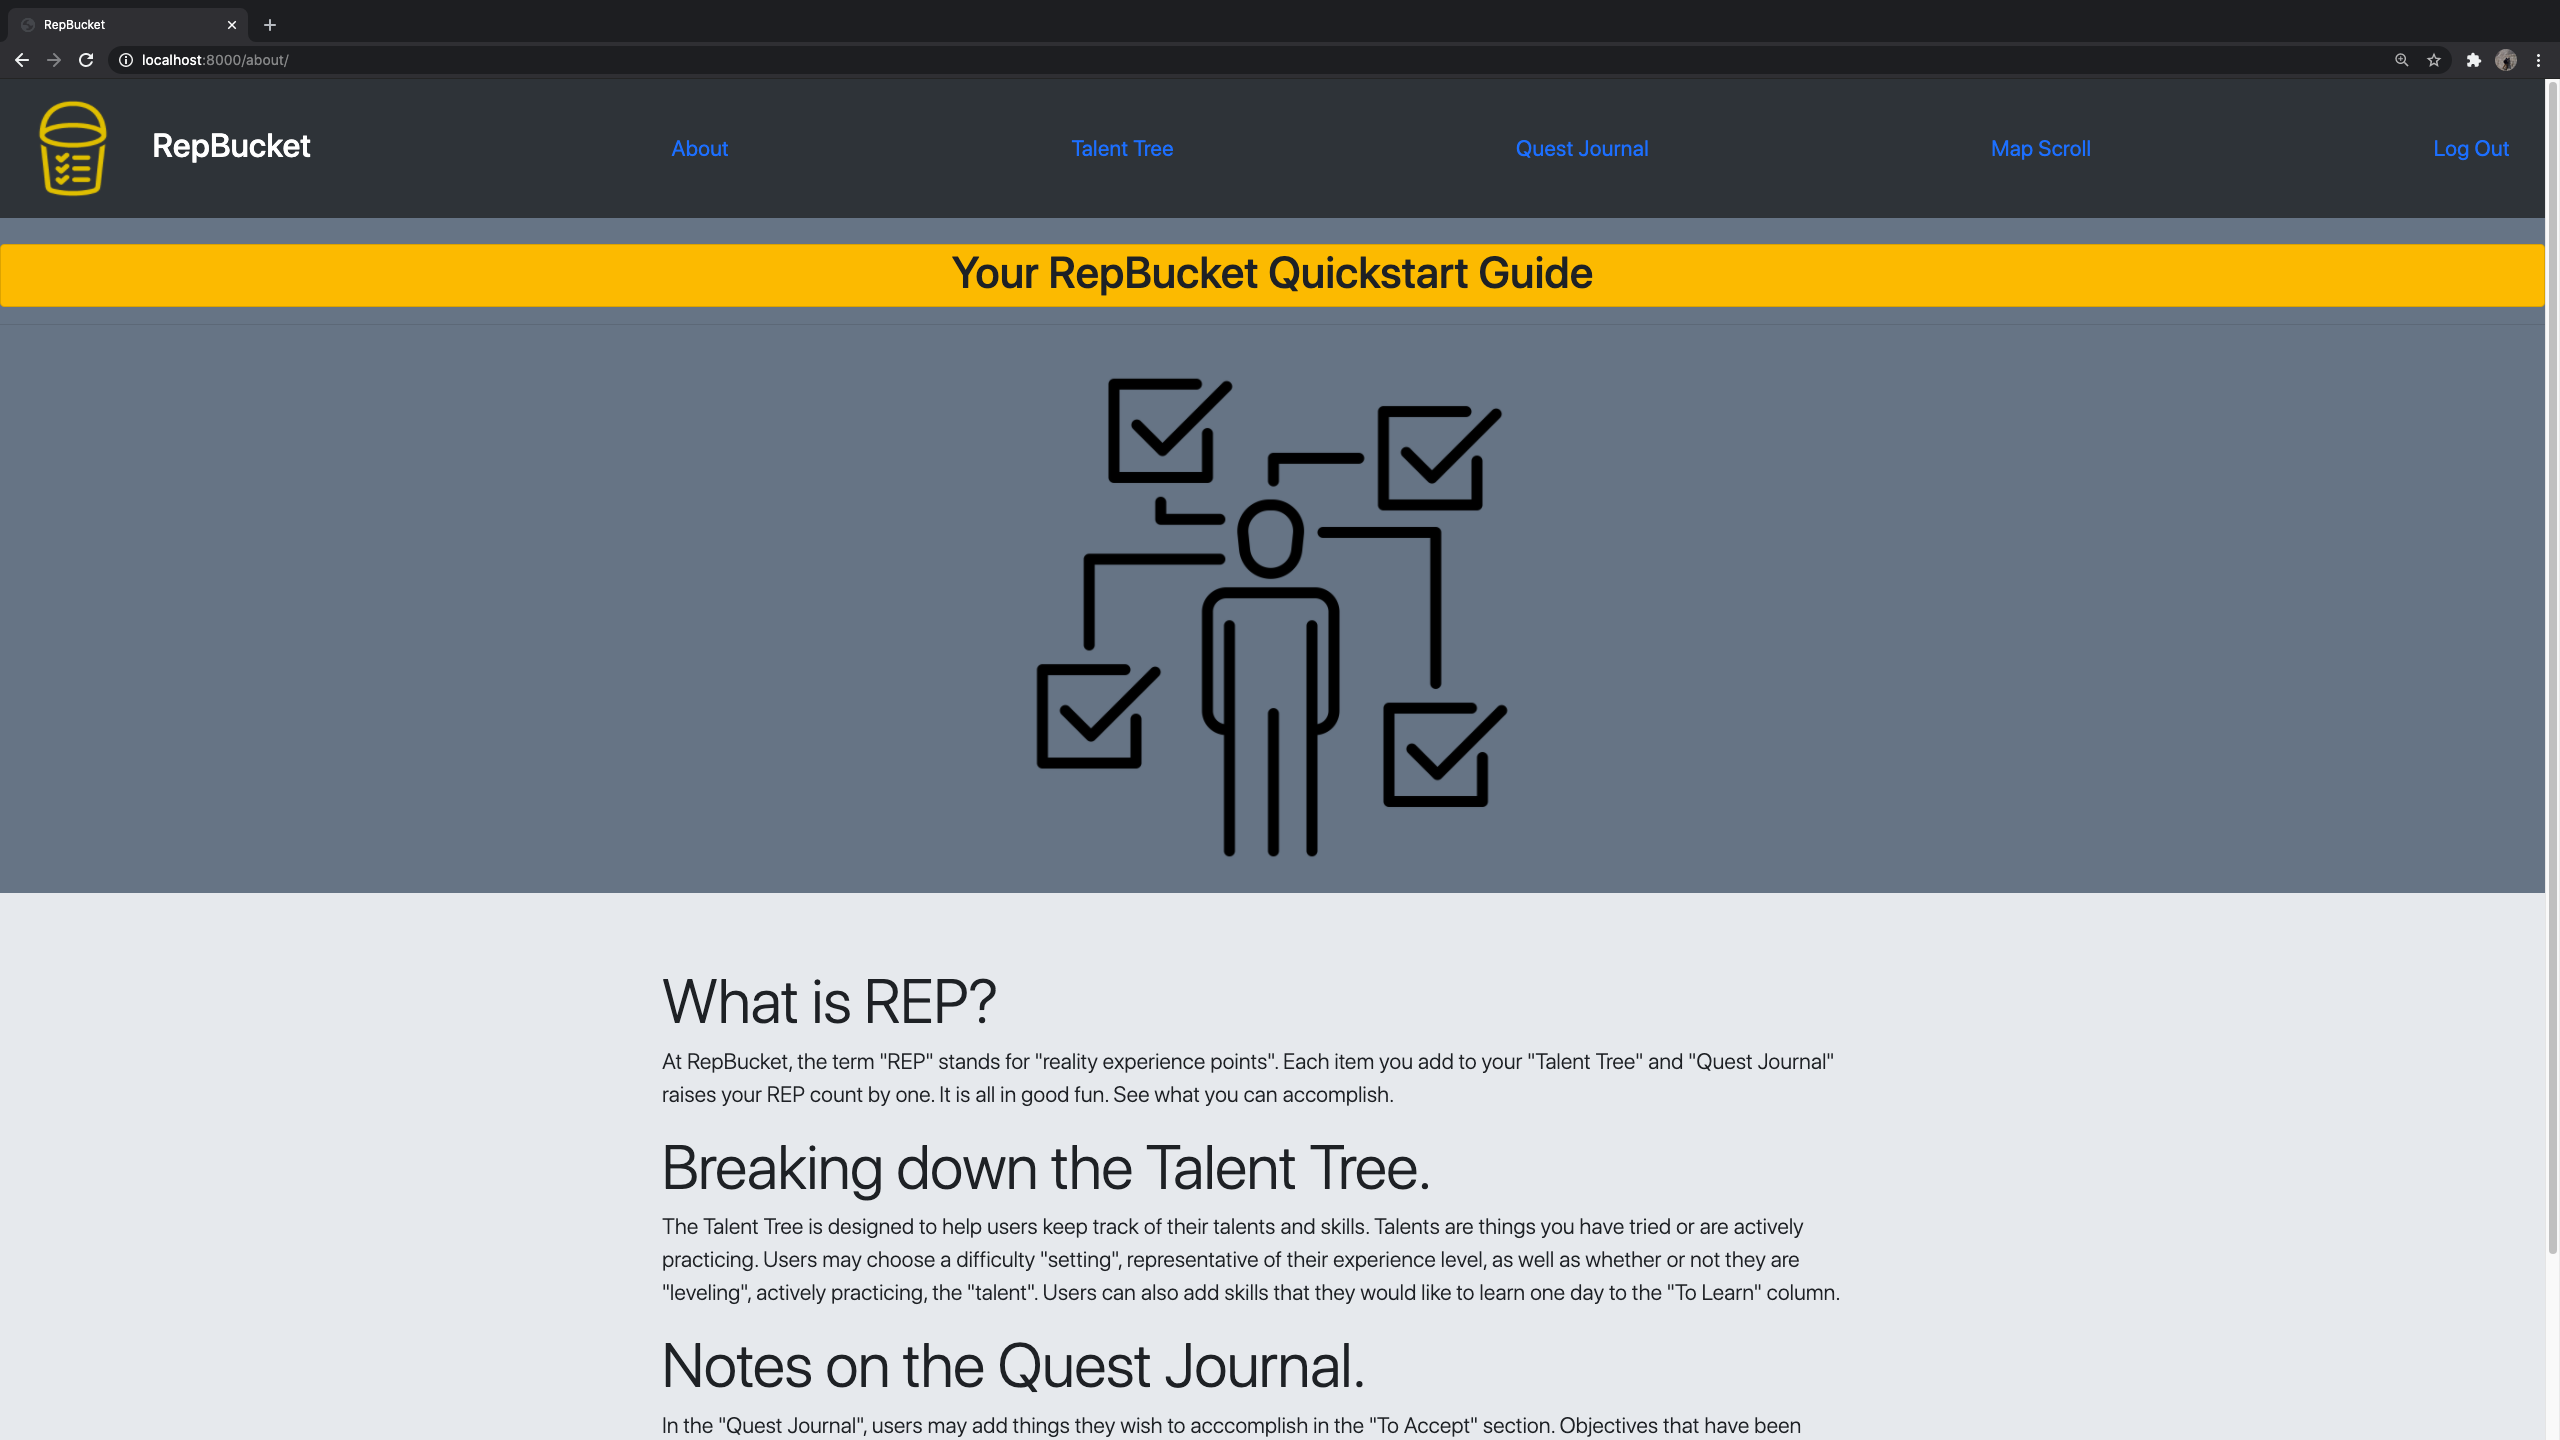 RepBucket
localhost:8000/about/
RepBucket
About
Talent Tree
Quest Journal
Map Scroll
Log Out
Your RepBucket Quickstart Guide
What is REP?
At RepBucket, the term "REP" stands for "reality experience points". Each item you add to your "Talent Tree" and "Quest Journal"
raises your REP count by one. It is all in good fun. See what you can accomplish.
Breaking down the Talent Tree.
The Talent Tree is designed to help users keep track of their talents and skills. Talents are things you have tried or are actively
practicing. Users may choose a difficulty "setting", representative of their experience level, as well as whether or not they are
"leveling", actively practicing, the "talent". Users can also add skills that they would like to learn one day to the "To Learn" column.
Notes on the Quest Journal.
In the "Quest Journal", users may add things they wish to acccomplish in the "To Accept" section. Objectives that have been